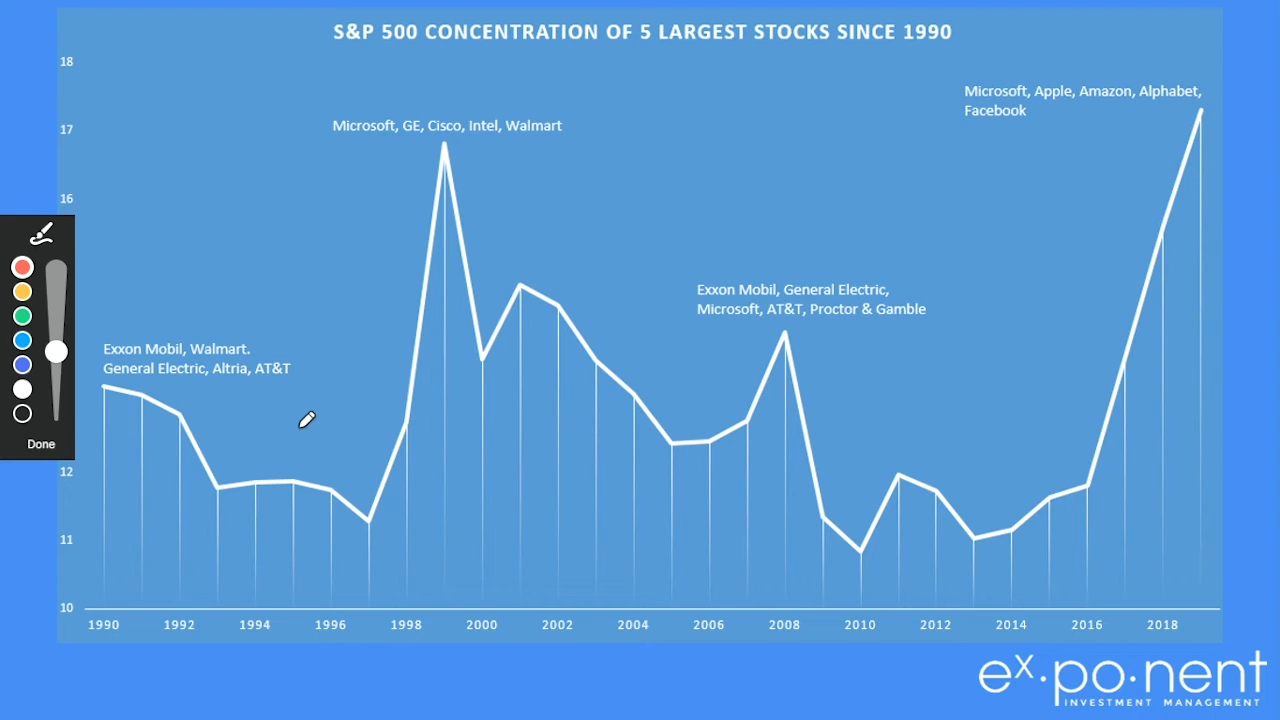 S&P 500 CONCENTRATION OF 5 LARGEST STOCKS SINCE 1990
18
Microsoft, Apple, Amazon, Alphabet,
Facebook
Microsoft, GE, Cisco, Intel, Walmart
17
16
Exxon Mobil, General Electric,
Microsoft, AT&T, Proctor & Gamble
Exxon Mobil, Walmart.
General Electric, Altria, AT&T
Done
12
11
10
1990 1992 1994 1996 1998 2000 2002 2004 2006 2008 2010 2012 2014 2016 2018
ex·po·nent
INVESTMENT MANAGEMENT